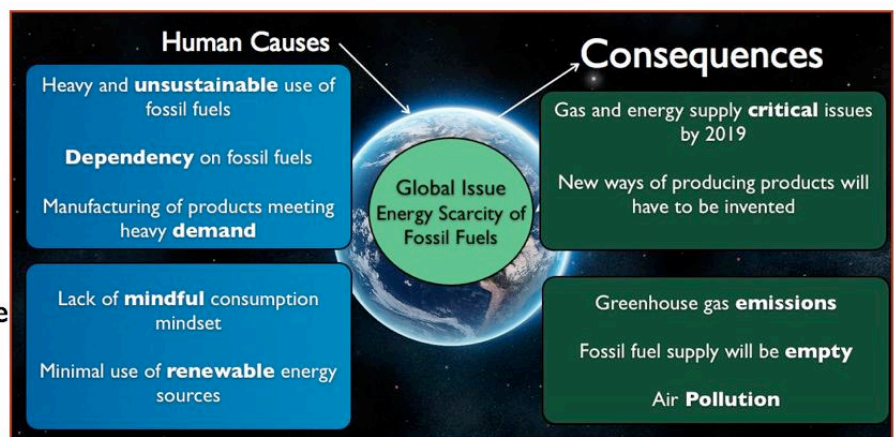 Human Causes
Heavy and unsustainable use of
fossil fuels
Dependency on fossil fuels
Manufacturing of products meeting
heavy demand
Lack of mindful consumption
mindset
Minimal use of renewable energy
sources
Global Issue
Energy Scarcity of
Fossil Fuels
Consequences
Gas and energy supply critical issues
by 2019
New ways of producing products will
have to be invented
Greenhouse gas emissions
Fossil fuel supply will be empty
Air Pollution